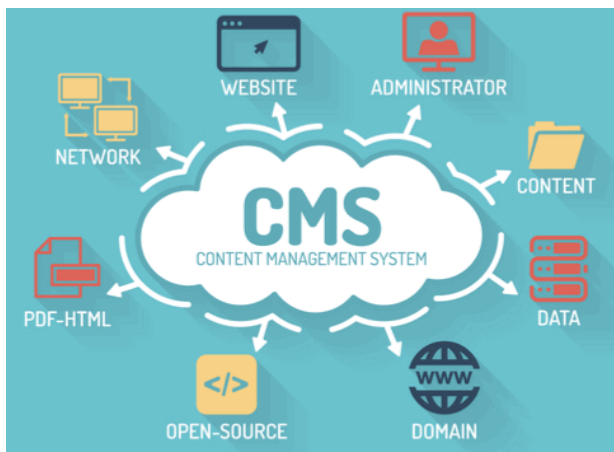 WEBSITE
ADMINISTRATOR
NETWORK
CONTENT
CMS
CONTENT MANAGEMENT SYSTEM
PDF-HTML
DATA
</>
WWW
OPEN-SOURCE
DOMAIN